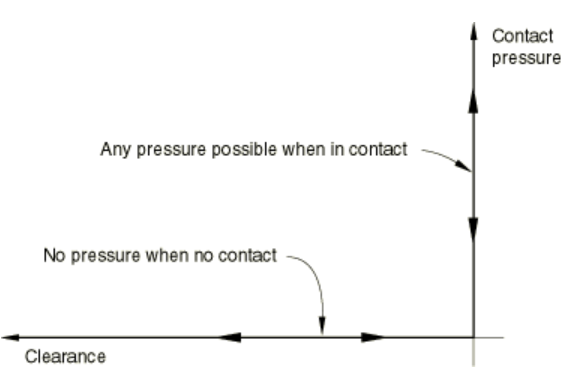 Contact
pressure
Any pressure possible when in contact
No pressure when no contact
Clearance